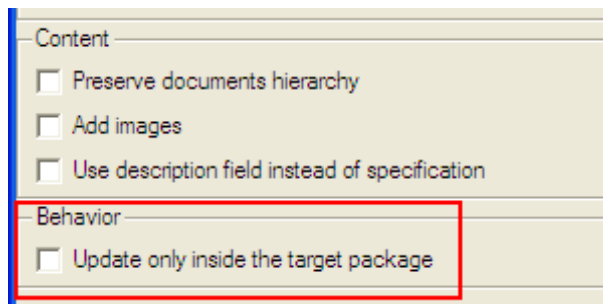 Content
Preserve documents hierarchy
Add images
Use description field instead of specification
Behavior
Update only inside the target package